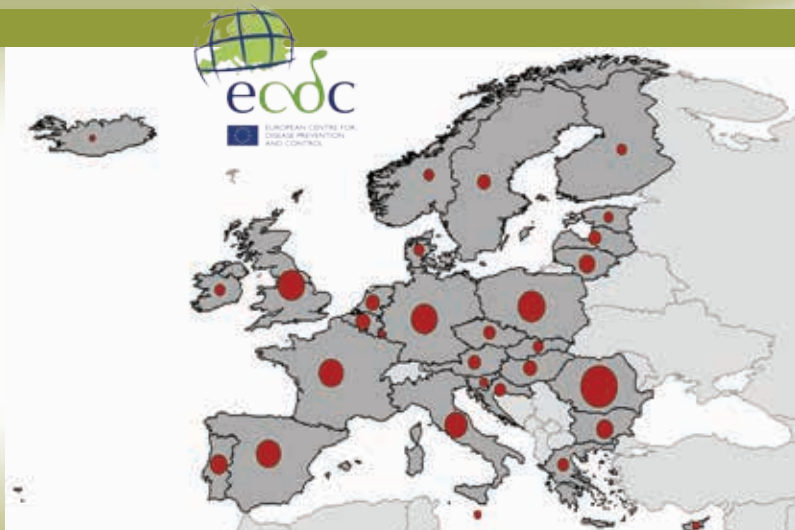 ecdc
EUROPEAN CENTRE FOR
DISEASE PREVENTION
AND CONTROL